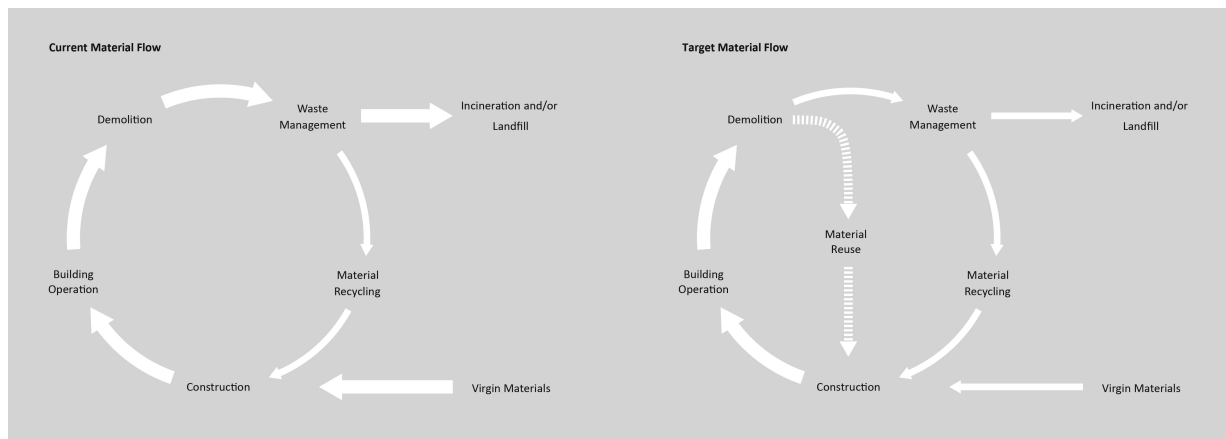 Current Material Flow
Demolition
Waste
Management
Incineration and/or
Landfill
Building
Operation
Material
Recycling
Construction
Virgin Materials
Target Material Flow
Demolition
Waste
Management
Incineration and/or
Landfill
Material
Reuse
Building
Operation
Material
Recycling
Construction
Virgin Materials